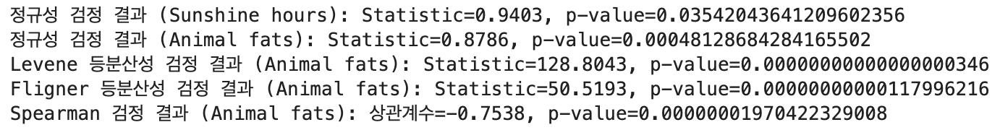 정규성 검정 결과 (Sunshine hours): Statistic=0.9403, p-value=0.03542043641209602356
정규성 검정 결과 (Animal fats): Statistic=0.8786, p-value=0.00048128684284165502
Levene 등분산성 검정 결과 (Animal fats): Statistic=128.8043, p-value=0.00000000000000000346
Fligner 등분산성 검정 결과 (Animal fats): Statistic=50.5193, p-value=0.00000000000117996216
Spearman 검정 결과 (Animal fats): 상관계수=-0.7538, p-value=0.00000001970422329008